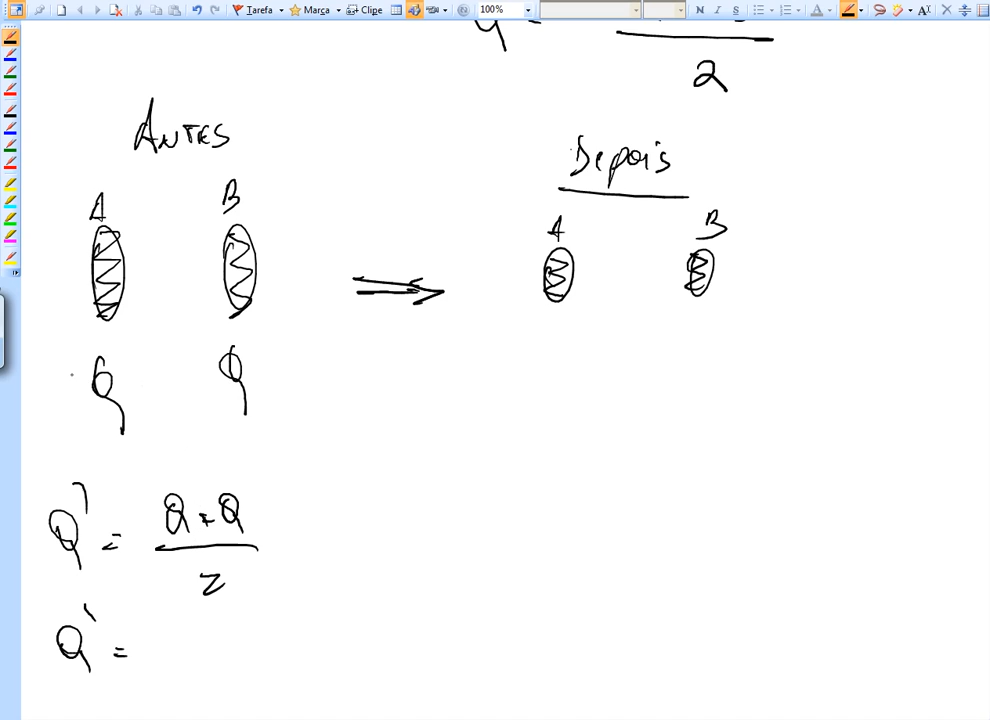 Tarefa Marca Clipe 100% N I S A
2
ANTES
Depois
A B
A B
Q Q
Q' = Q + Q
2
Q' =